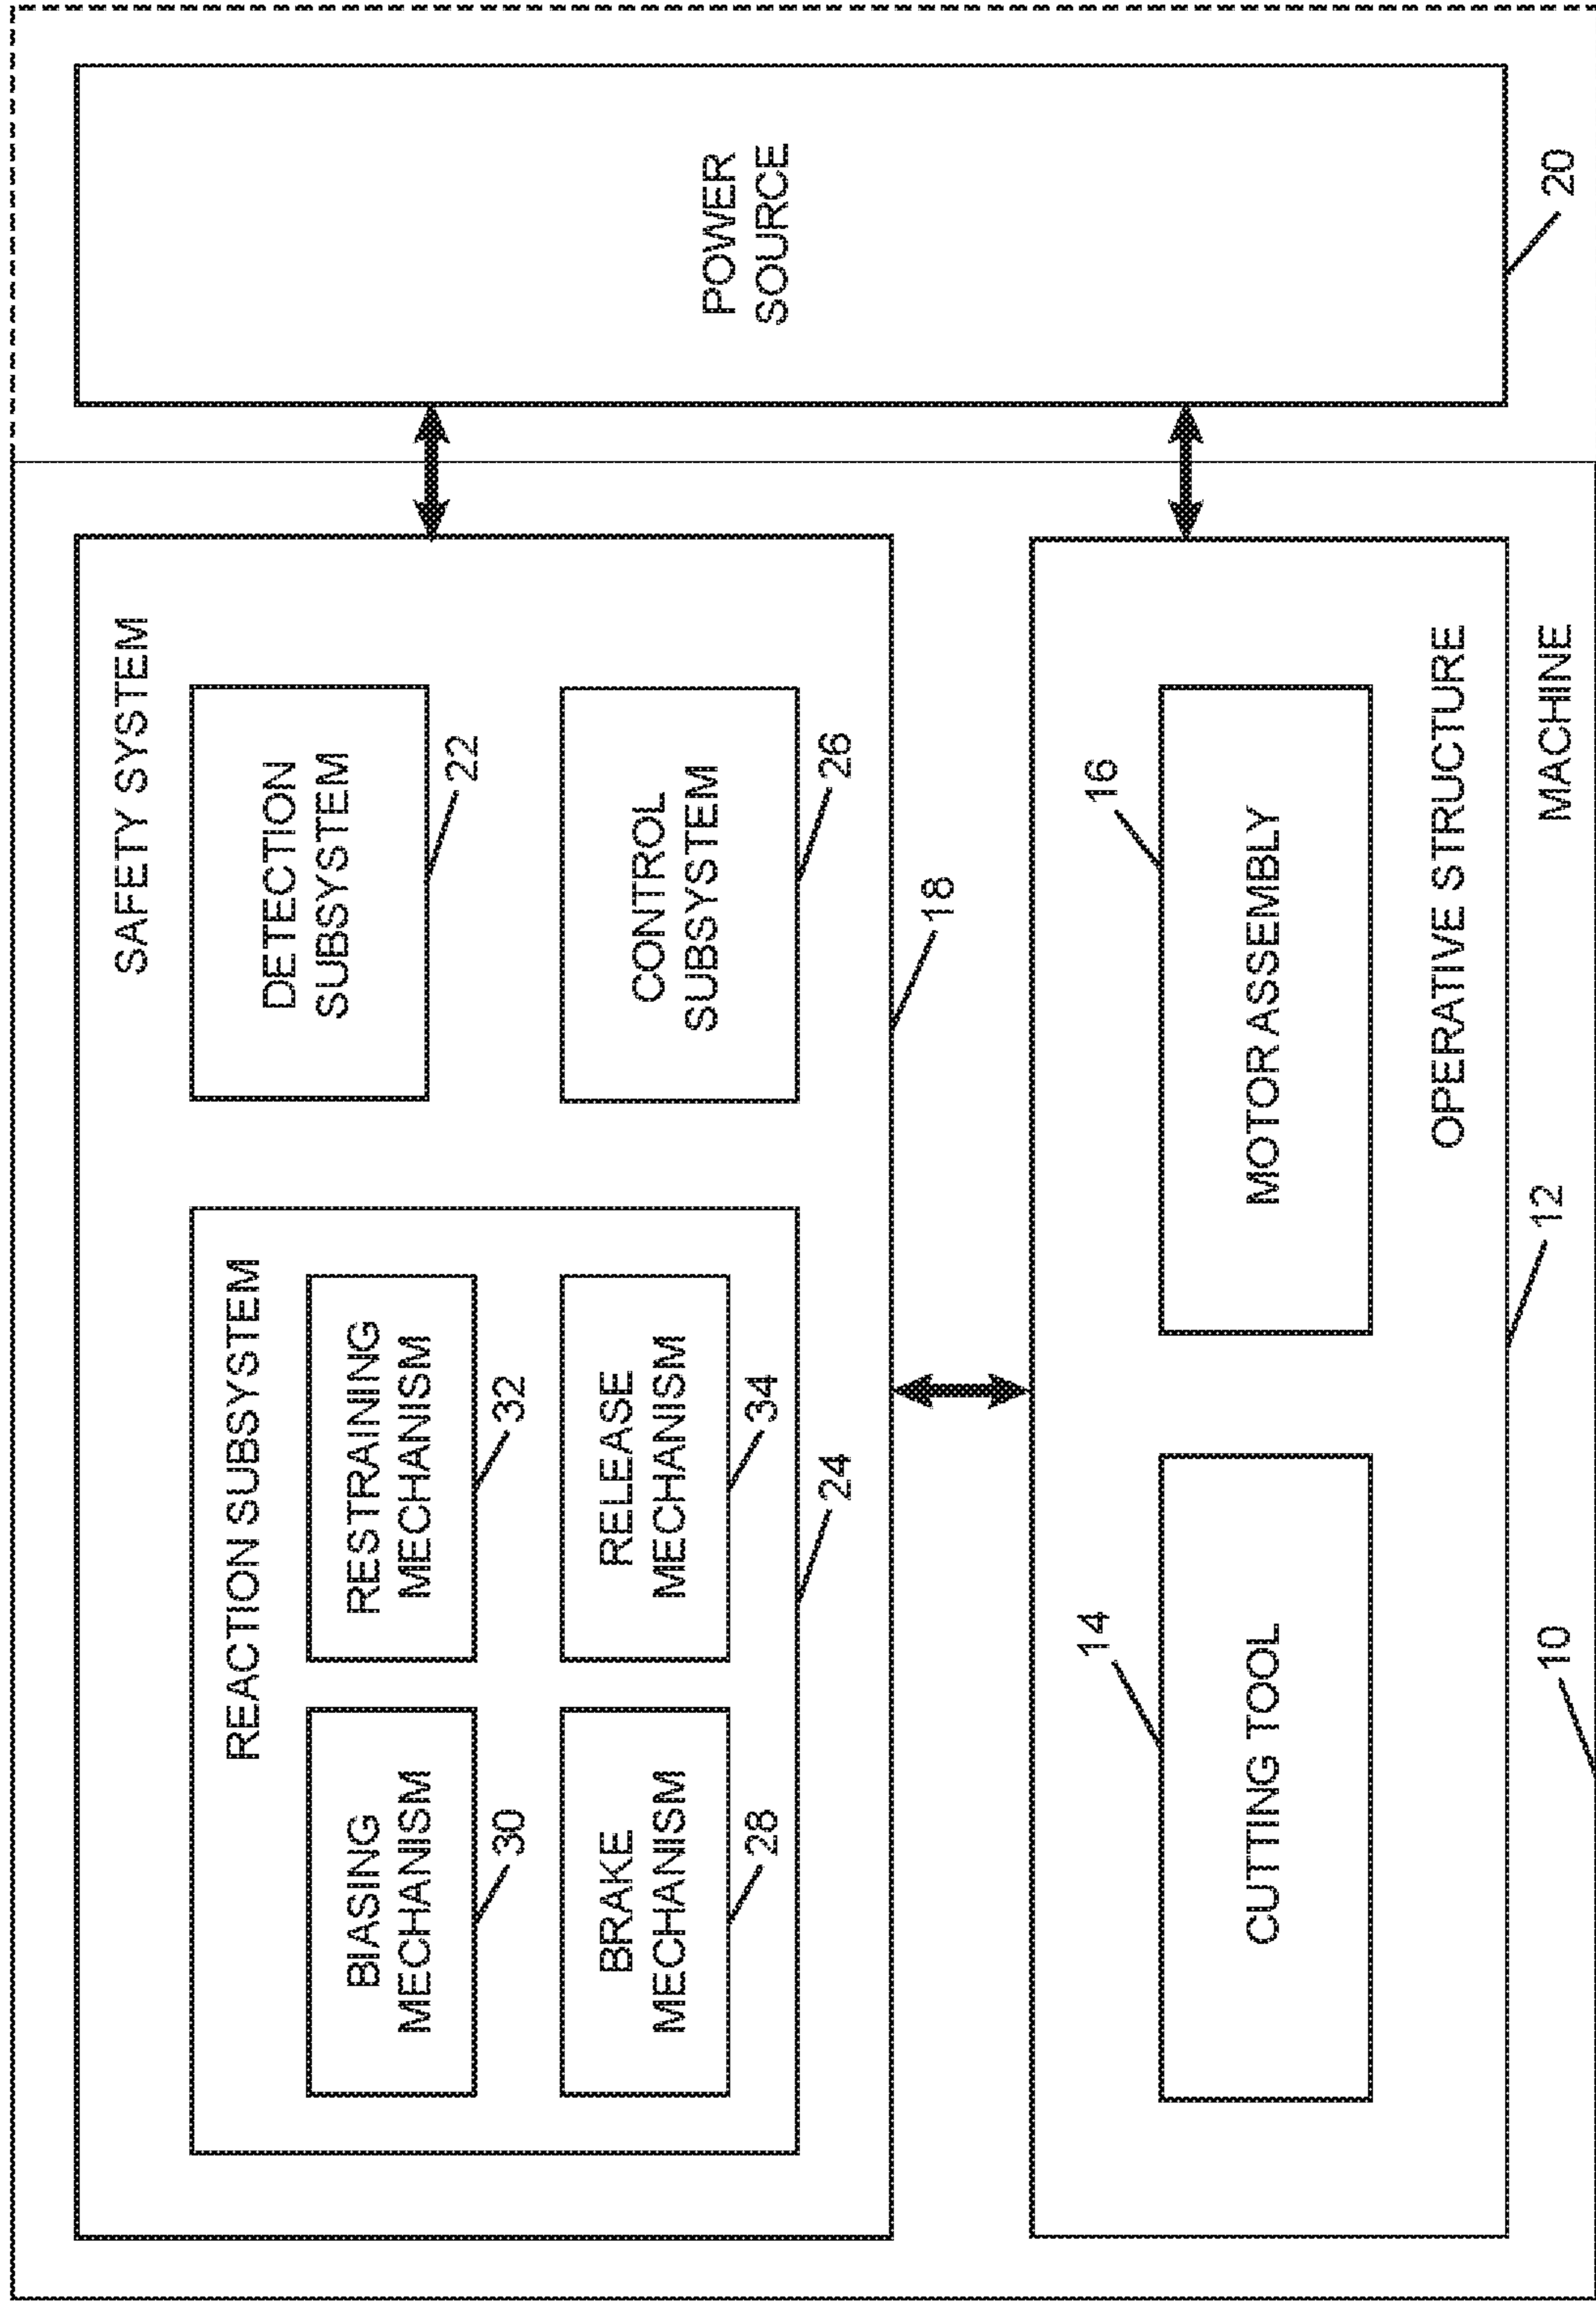 SAFETY SYSTEM
REACTION SUBSYSTEM
BIASING
MECHANISM
30
RESTRAINING
MECHANISM
32
BRAKE
MECHANISM
28
RELEASE
MECHANISM
34
24
DETECTION
SUBSYSTEM
22
CONTROL
SUBSYSTEM
26
18
POWER
SOURCE
20
14
CUTTING TOOL
16
MOTOR ASSEMBLY
OPERATIVE STRUCTURE
12
10
MACHINE